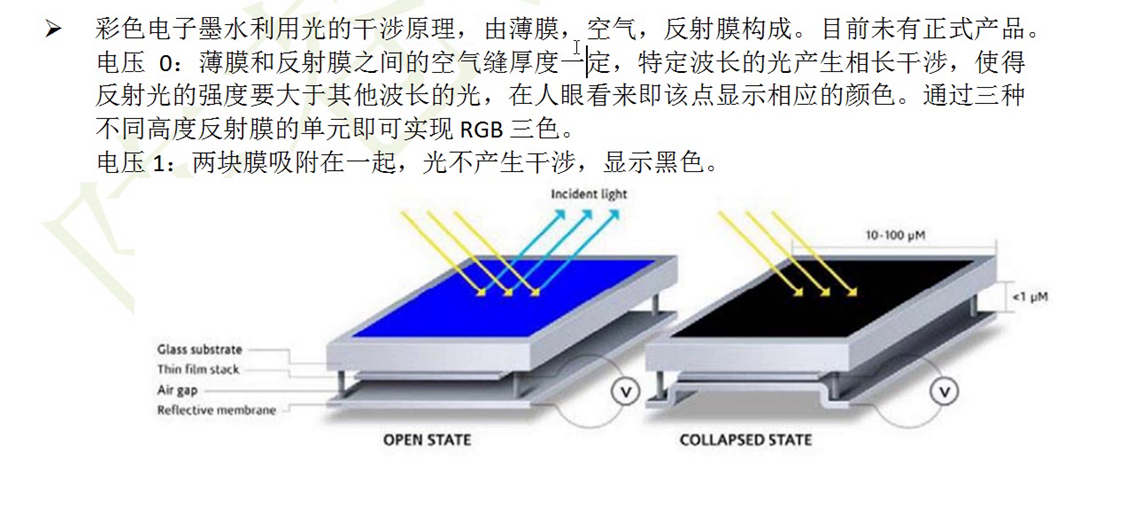 ➢ 彩色电子墨水利用光的干涉原理，由薄膜，空气，反射膜构成。目前未有正式产品。
电压 0：薄膜和反射膜之间的空气缝厚度一定，特定波长的光产生相长干涉，使得
反射光的强度要大于其他波长的光，在人眼看来即该点显示相应的颜色。通过三种
不同高度反射膜的单元即可实现 RGB 三色。
电压 1：两块膜吸附在一起，光不产生干涉，显示黑色。
Incident light
10-100 µM
<1 µM
Glass substrate
Thin film stack
Air gap
Reflective membrane
V
V
OPEN STATE
COLLAPSED STATE